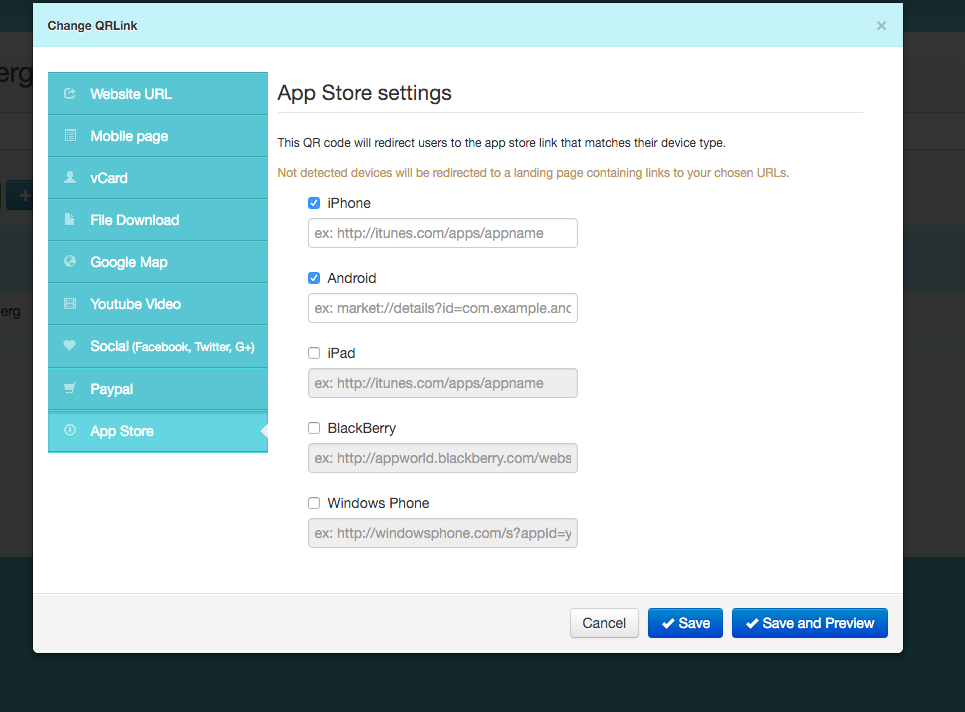 Change QRLink
×
erg
Website URL
Mobile page
vCard
File Download
Google Map
Youtube Video
Social (Facebook, Twitter, G+)
Paypal
App Store
erg
App Store settings
This QR code will redirect users to the app store link that matches their device type.
Not detected devices will be redirected to a landing page containing links to your chosen URLs.
iPhone
ex: http://itunes.com/apps/appname
Android
ex: market://details?id=com.example.anc
iPad
ex: http://itunes.com/apps/appname
BlackBerry
ex: http://appworld.blackberry.com/webs
Windows Phone
ex: http://windowsphone.com/s?appId=y
Cancel
Save
Save and Preview